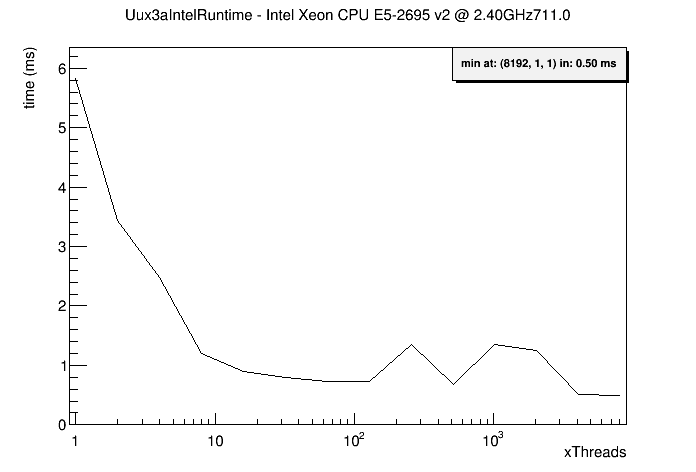 Uux3aIntelRuntime - Intel Xeon CPU E5-2695 v2 @ 2.40GHz711.0
time (ms)
min at: (8192, 1, 1) in: 0.50 ms
6
5
4
3
2
1
0
1 10 10² 10³
xThreads